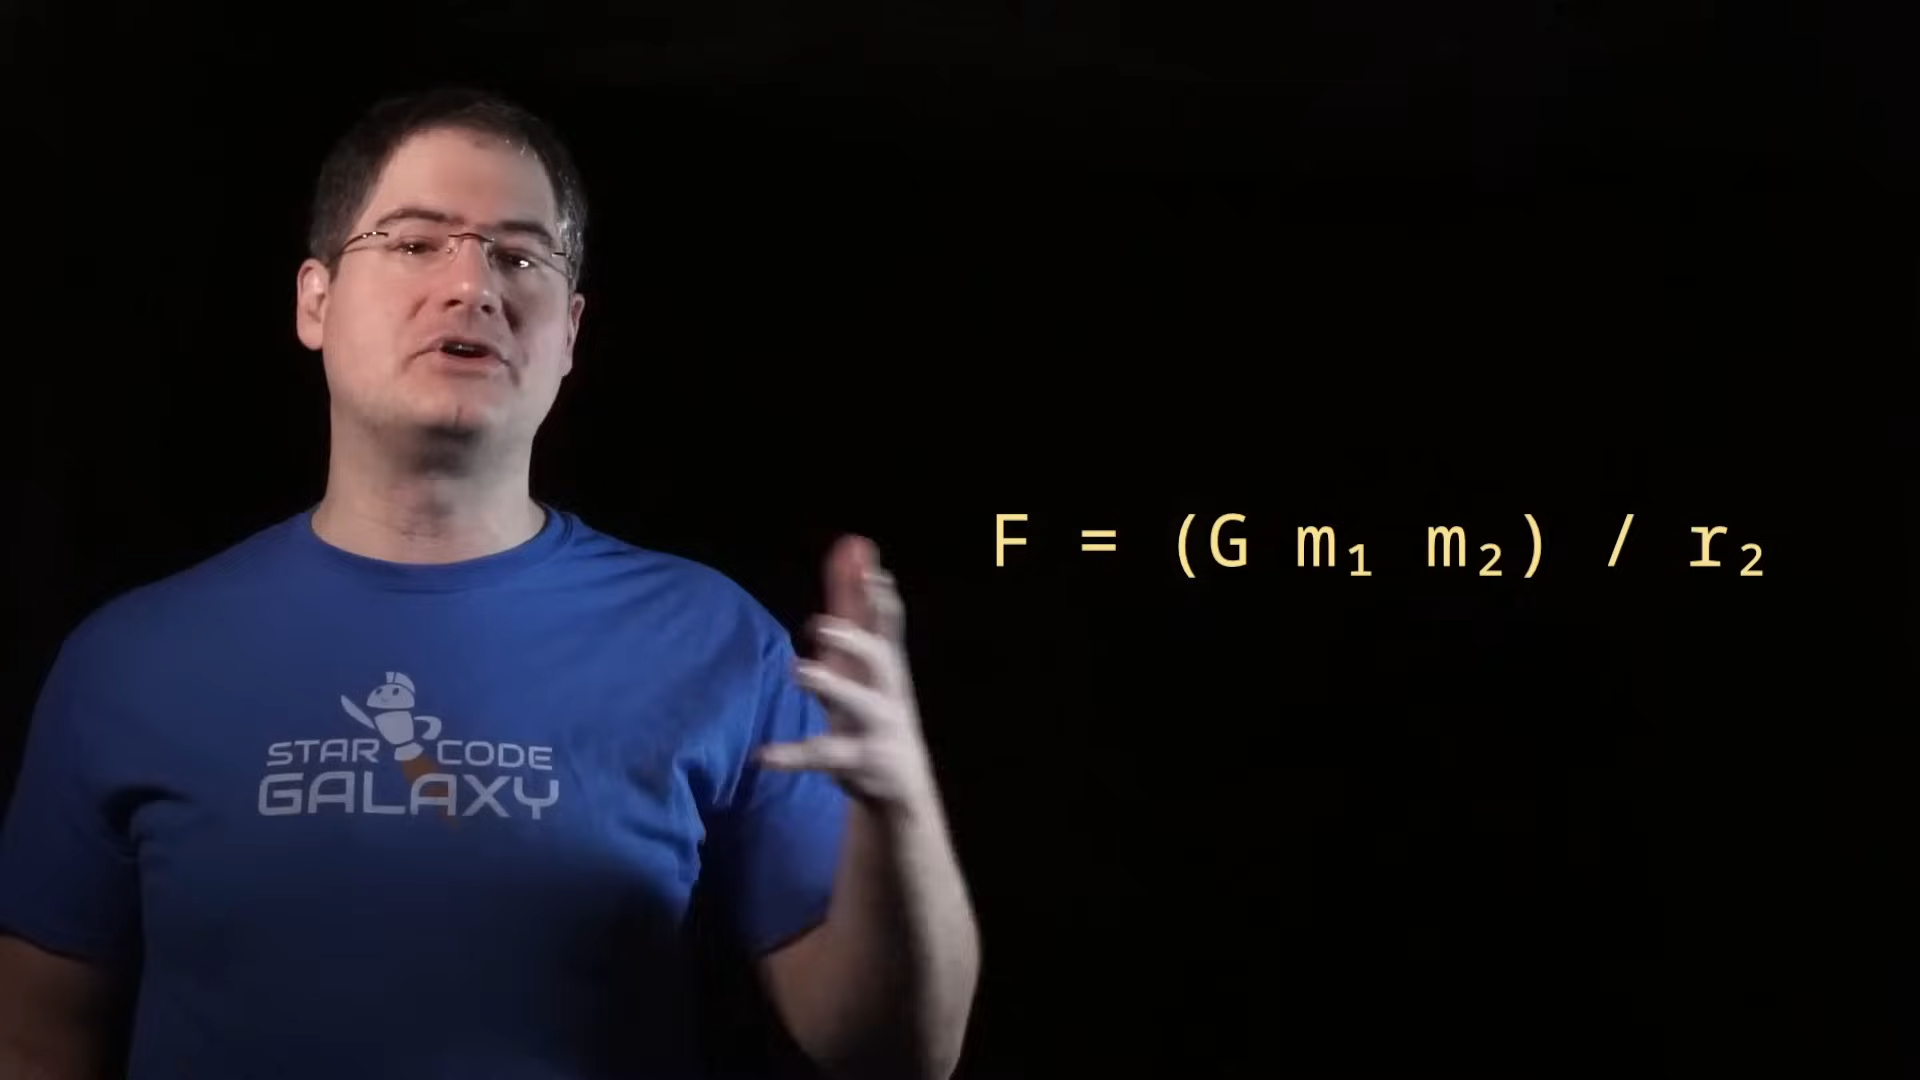 STAR CODE
GALAXY
F = (G m₁ m₂) / r₂